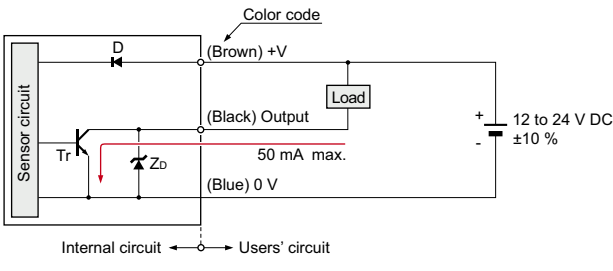 Color code
D
(Brown) +V
Sensor circuit
Load
(Black) Output
+
12 to 24 V DC
±10 %
-
Tr
ZD
50 mA max.
(Blue) 0 V
Internal circuit
Users' circuit